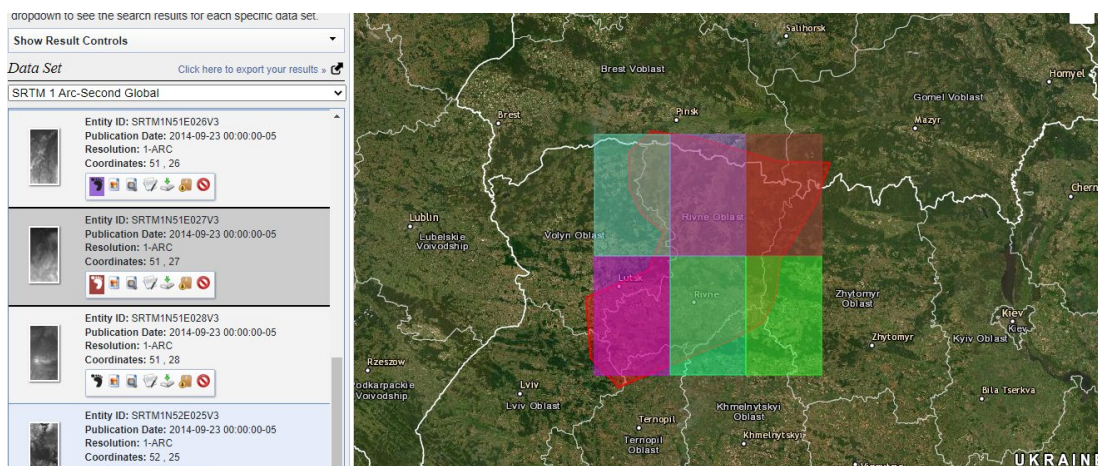 dropdown to see the search results for each specific data set.
Show Result Controls
Data Set
Click here to export your results »
SRTM 1 Arc-Second Global
Entity ID: SRTM1N51E026V3
Publication Date: 2014-09-23 00:00:00-05
Resolution: 1-ARC
Coordinates: 51 , 26
Entity ID: SRTM1N51E027V3
Publication Date: 2014-09-23 00:00:00-05
Resolution: 1-ARC
Coordinates: 51 , 27
Entity ID: SRTM1N51E028V3
Publication Date: 2014-09-23 00:00:00-05
Resolution: 1-ARC
Coordinates: 51 , 28
Entity ID: SRTM1N52E025V3
Publication Date: 2014-09-23 00:00:00-05
Resolution: 1-ARC
Coordinates: 52 , 25
Salihorsk
Brest Voblast
Homyel
Gomel Voblast
Brest
Pinsk
Mazyr
Chern
Lublin
Lubelskie
Voivodship
Volyn Oblast
Rivne Oblast
Lutsk
Rivne
Zhytomyr
Oblast
Kiev
Kiev
Kyiv Oblast
Zhytomyr
Rzeszow
podkarpackie
Voivodship
Lviv
Lviv Oblast
Bila Tserkva
Khmelnytskyi
Oblast
Ternopil
Ternopil
Oblast
Khmelnytskyi
UKRAINE